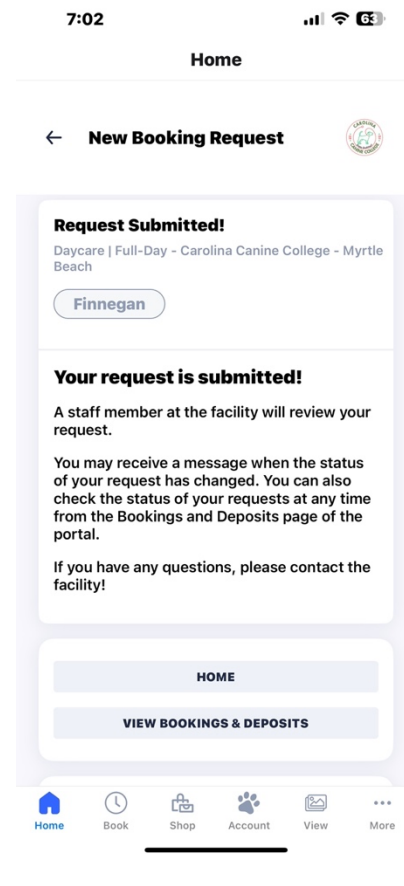 7:02
63
Home
New Booking Request
CAROLINA
CANINE COLLEGE
Request Submitted!
Daycare | Full-Day - Carolina Canine College - Myrtle
Beach
Finnegan
Your request is submitted!
A staff member at the facility will review your
request.
You may receive a message when the status
of your request has changed. You can also
check the status of your requests at any time
from the Bookings and Deposits page of the
portal.
If you have any questions, please contact the
facility!
HOME
VIEW BOOKINGS & DEPOSITS
Home Book Shop Account View More